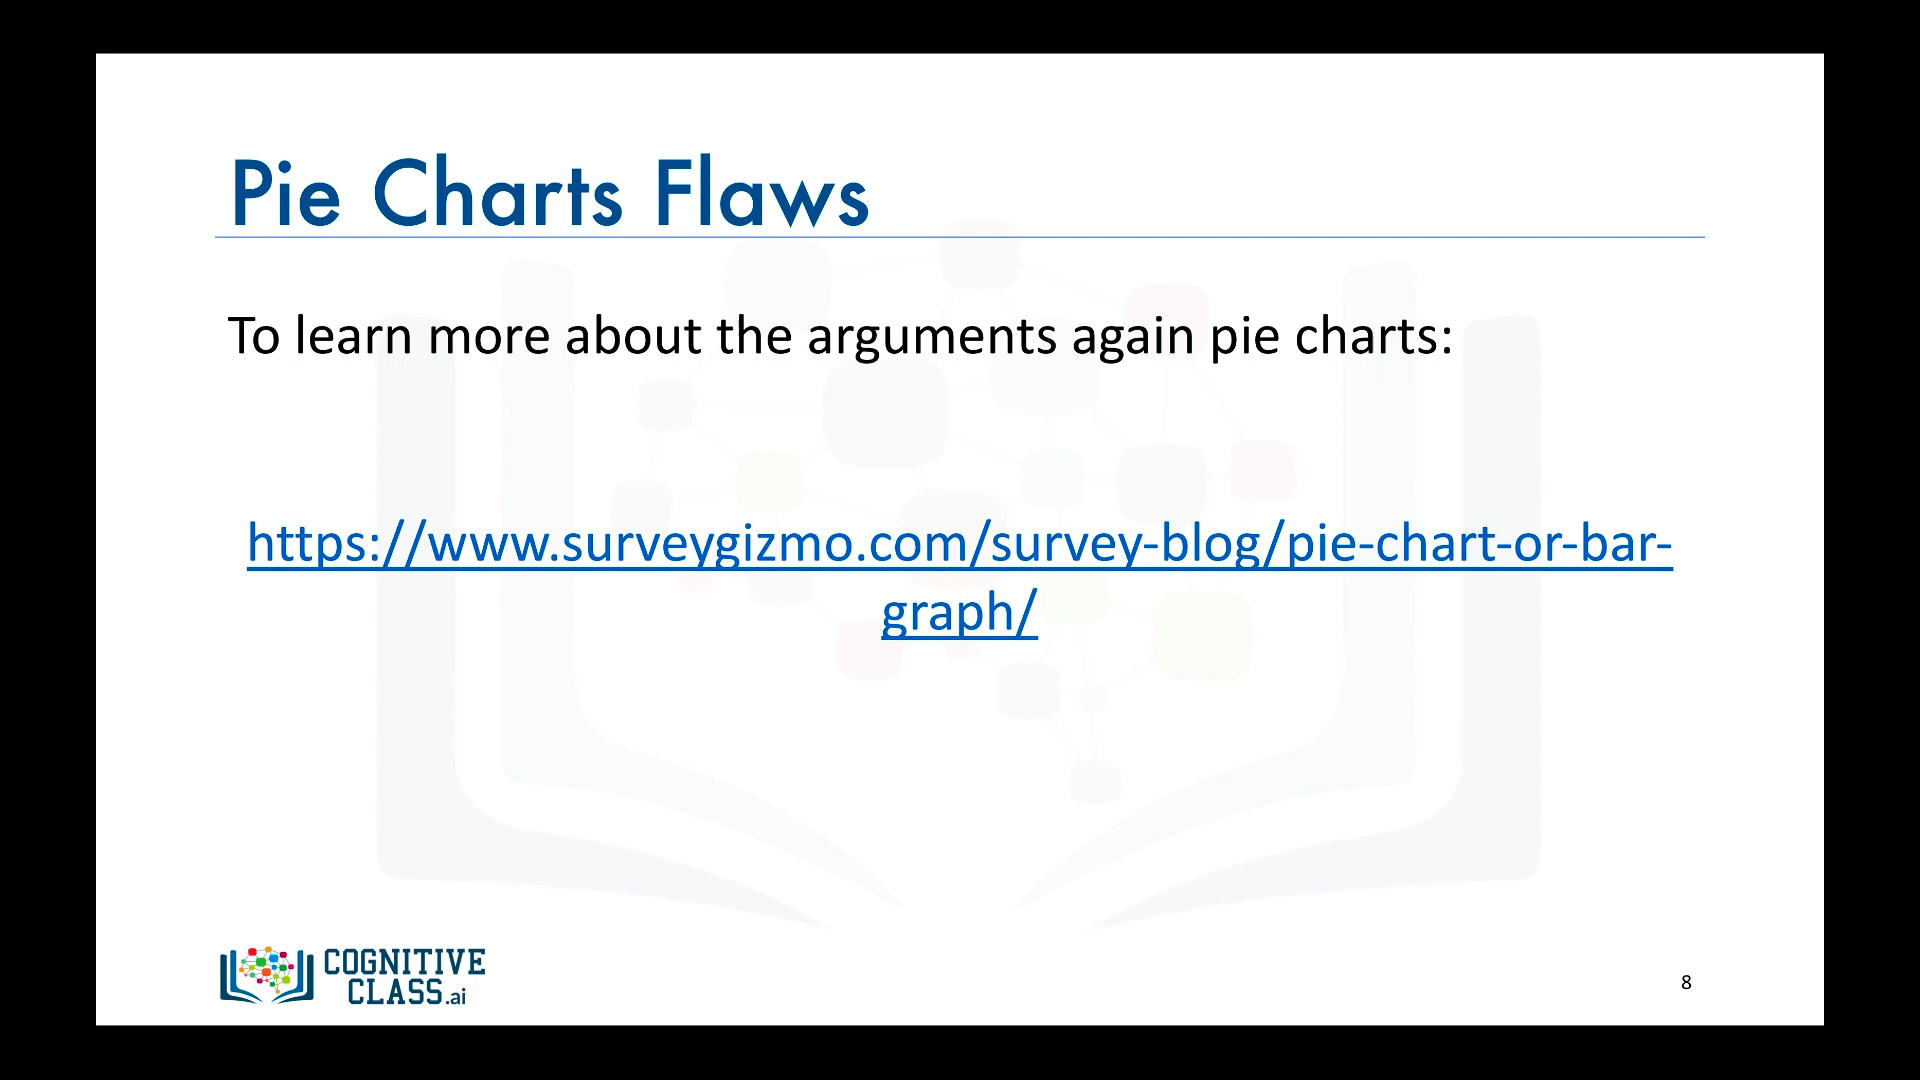 Pie Charts Flaws
To learn more about the arguments again pie charts:
https://www.surveygizmo.com/survey-blog/pie-chart-or-bar-
graph/
COGNITIVE
CLASS.ai
8